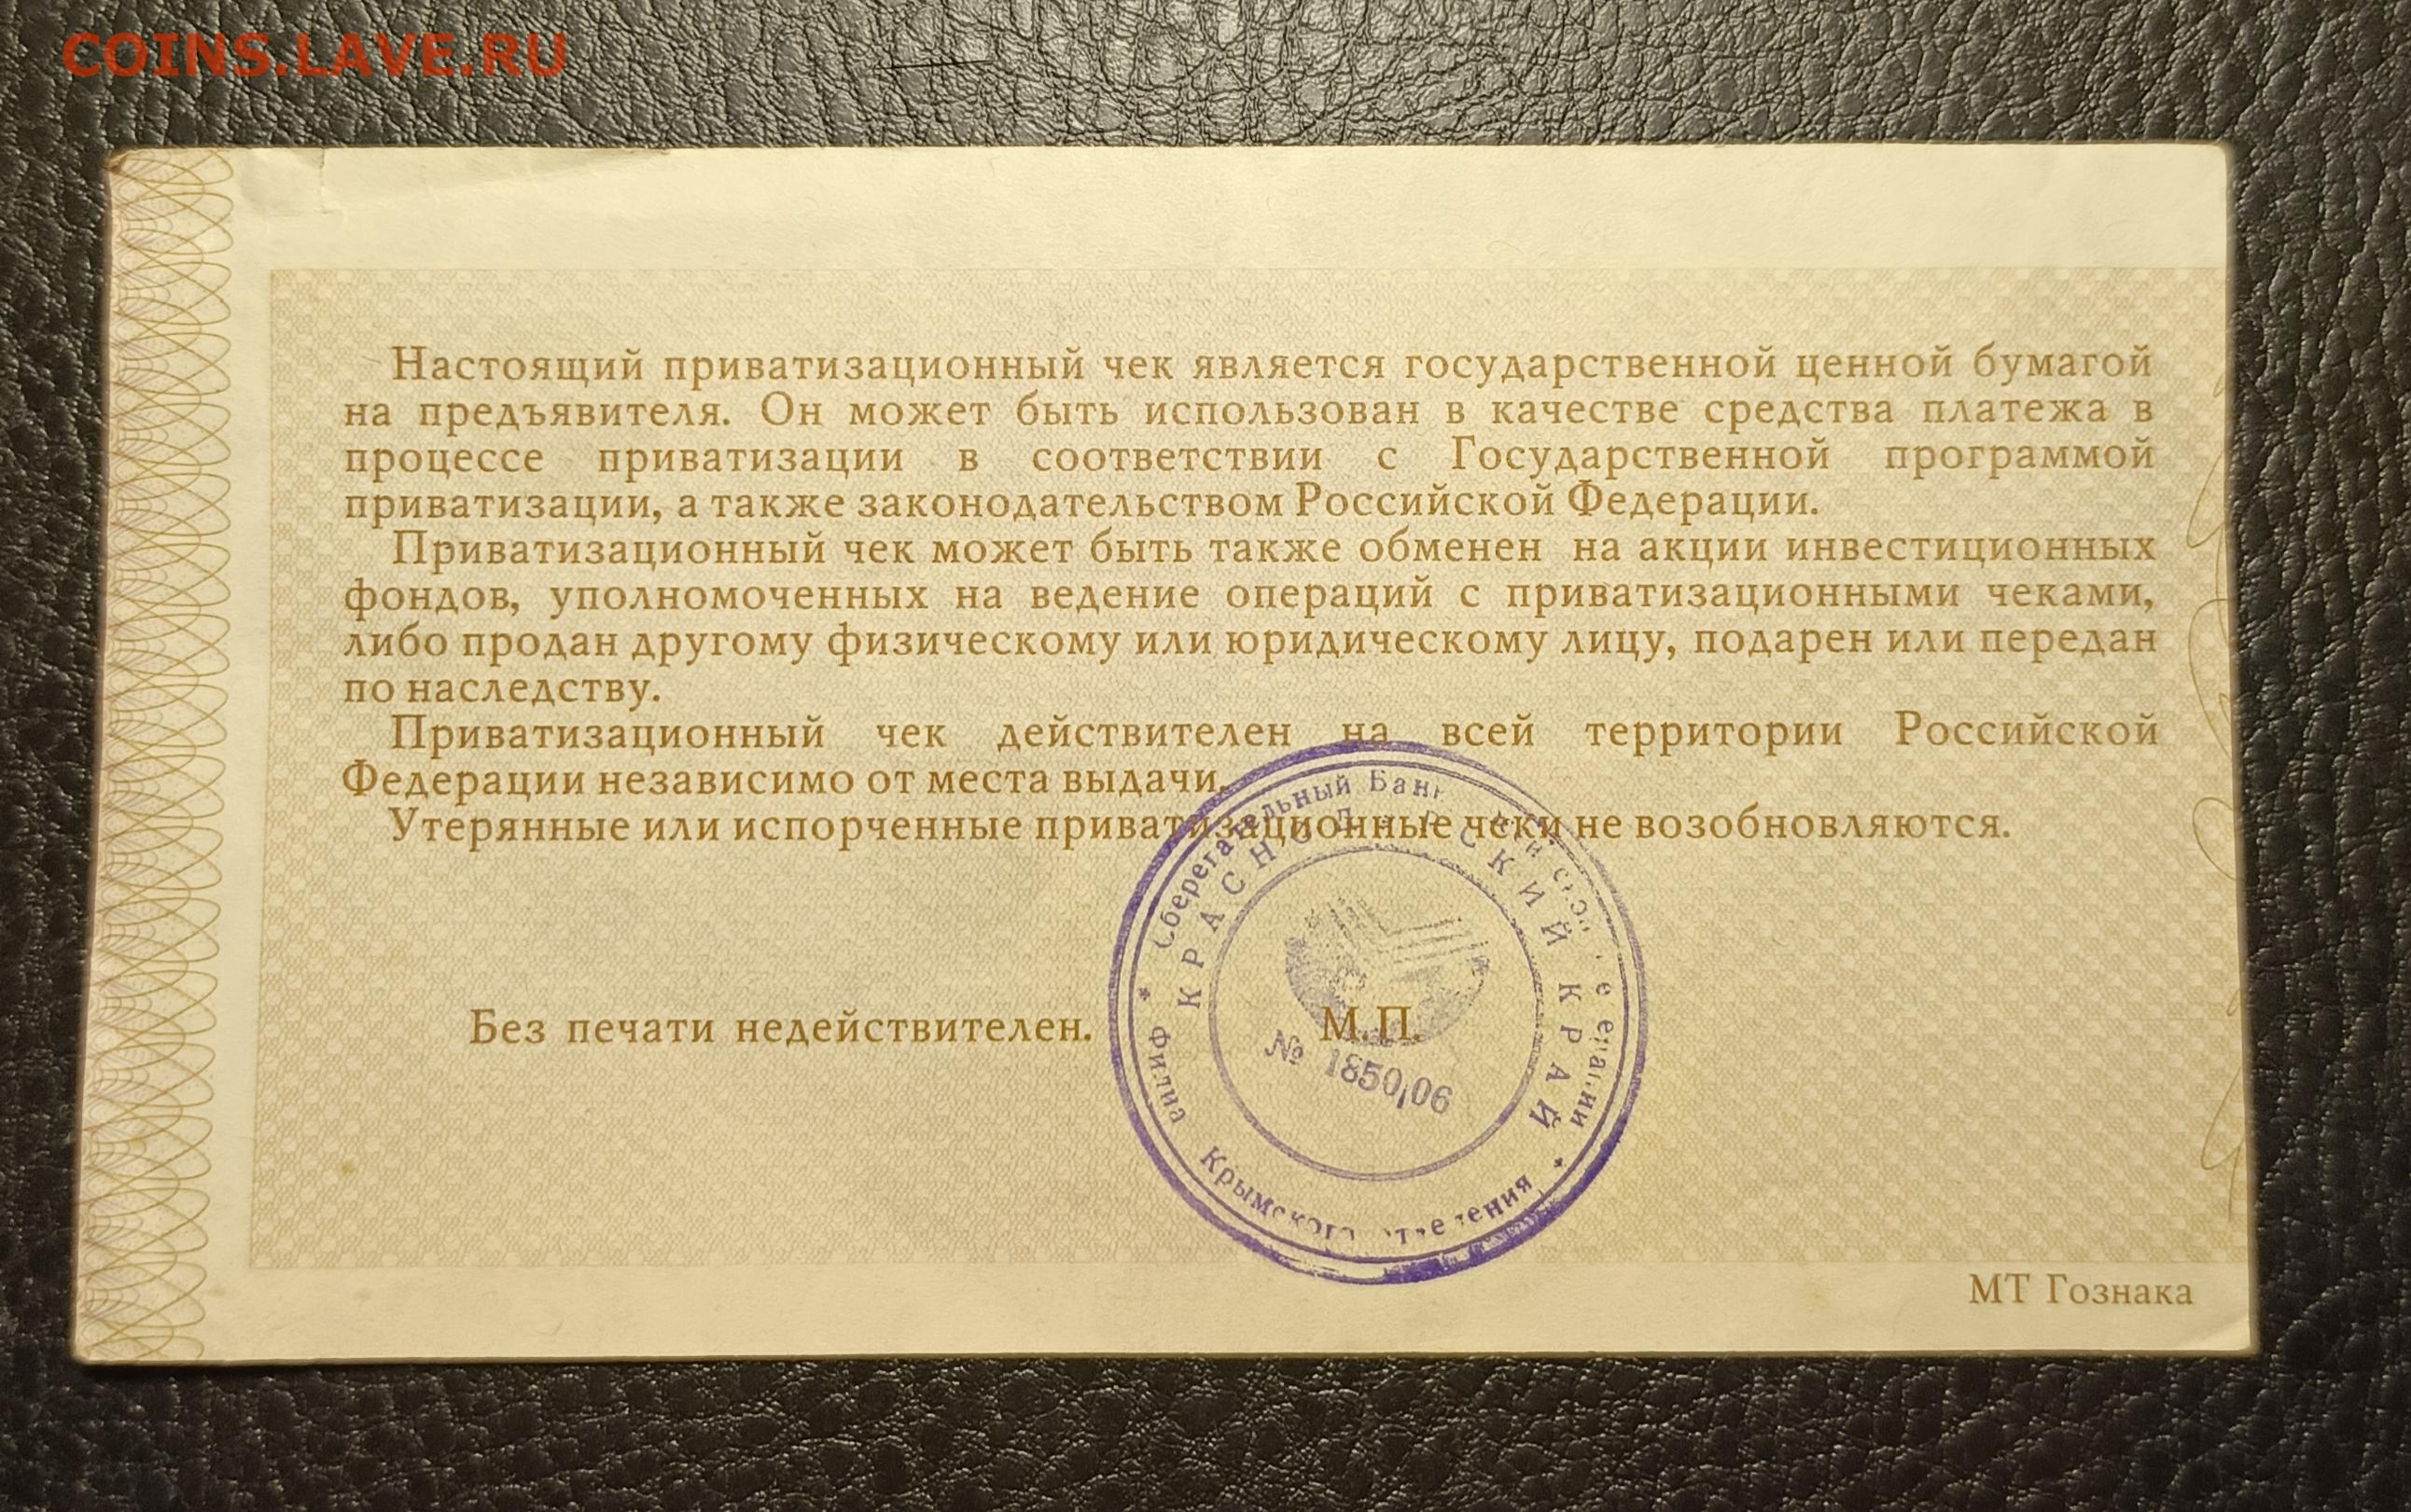 COINS.LAVE.RU
Настоящий приватизационный чек является государственной ценной бумагой
на предъявителя. Он может быть использован в качестве средства платежа в
процессе приватизации в соответствии с Государственной программой
приватизации, а также законодательством Российской Федерации.
Приватизационный чек может быть также обменен на акции инвестиционных
фондов, уполномоченных на ведение операций с приватизационными чеками,
либо продан другому физическому или юридическому лицу, подарен или передан
по наследству.
Приватизационный чек действителен на всей территории Российской
Федерации независимо от места выдачи.
Утерянные или испорченные приватизационные чеки не возобновляются.
Без печати недействителен.
М.П.
Сберегательный Банк
КРАСНОДАРСКИЙ КРАЙ
№ 1850/06
Филиал Крымского отделения
МТ Гознака